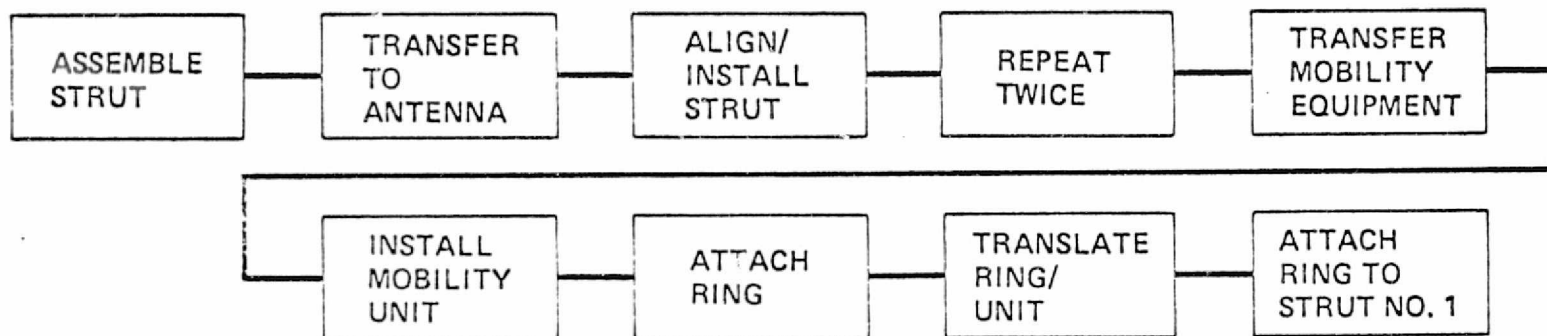 ASSEMBLE
STRUT
TRANSFER
TO
ANTENNA
ALIGN/
INSTALL
STRUT
REPEAT
TWICE
TRANSFER
MOBILITY
EQUIPMENT
INSTALL
MOBILITY
UNIT
ATTACH
RING
TRANSLATE
RING/
UNIT
ATTACH
RING TO
STRUT NO. 1